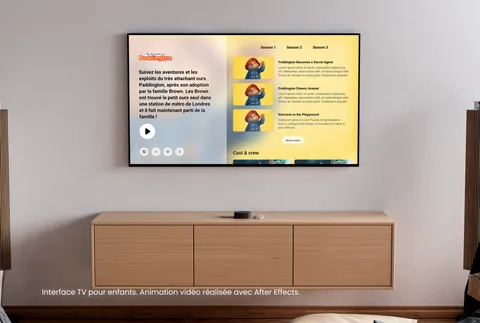 The Adventures of
Paddington
Suivez les aventures et les
exploits du très attachant ours
Paddington, après son adoption
par la famille Brown. Les Brown
ont trouvé le petit ours seul dans
une station de métro de Londres
et il fait maintenant parti de la
famille !
Season 1 Season 2 Season 3
Paddington Becomes a Secret Agent
Paddington Clowns Around
Welcome to the Playground
show more
Cast & crew
Interface TV pour enfants. Animation vidéo réalisée avec After Effects.